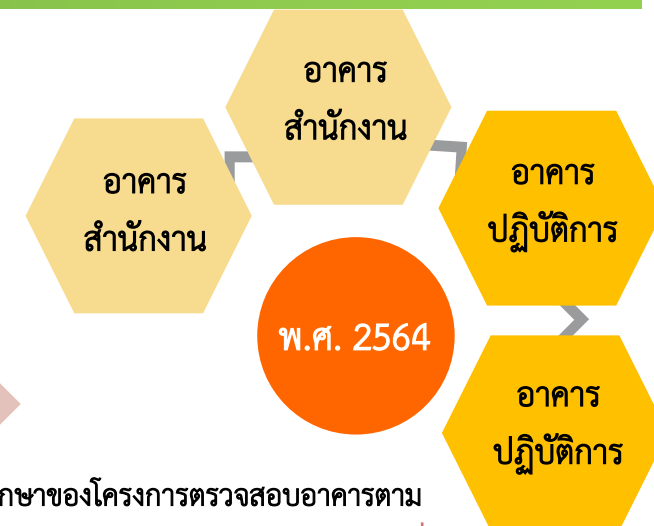 อาคาร
สำนักงาน
อาคาร
สำนักงาน
อาคาร
ปฏิบัติการ
พ.ศ. 2564
อาคาร
ปฏิบัติการ
กษาของโครงการตรวจสอบอาคารตาม